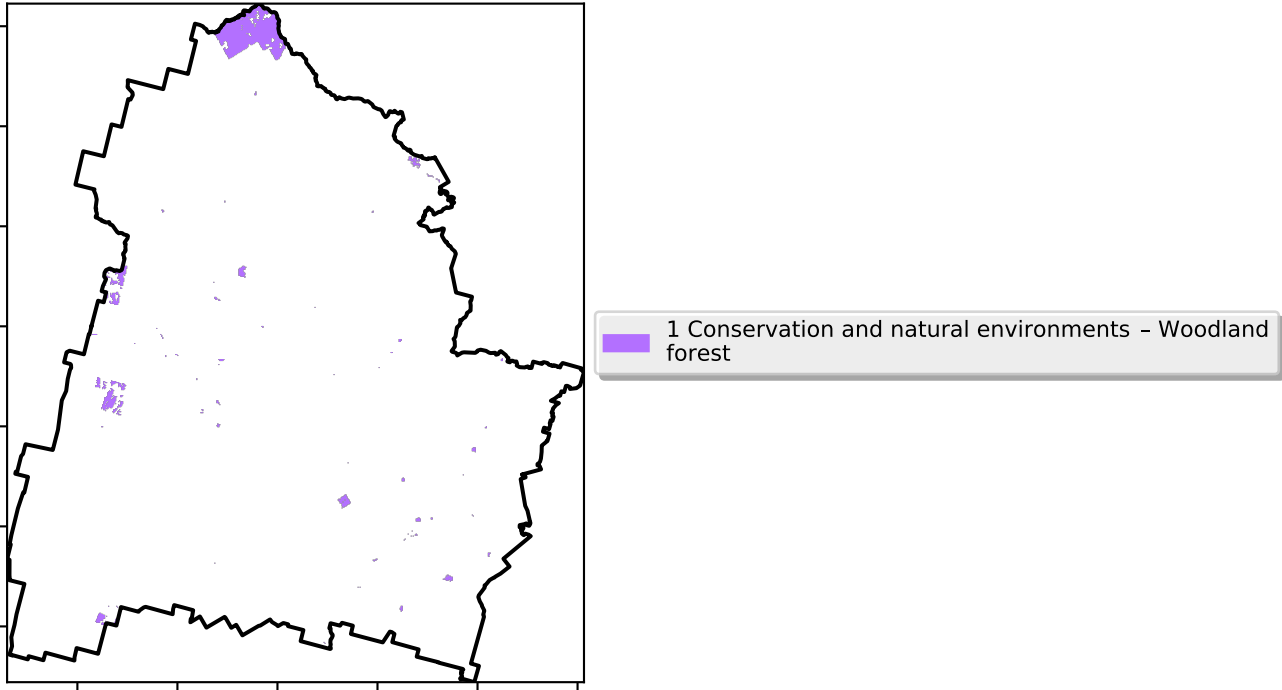 1 Conservation and natural environments – Woodland
forest